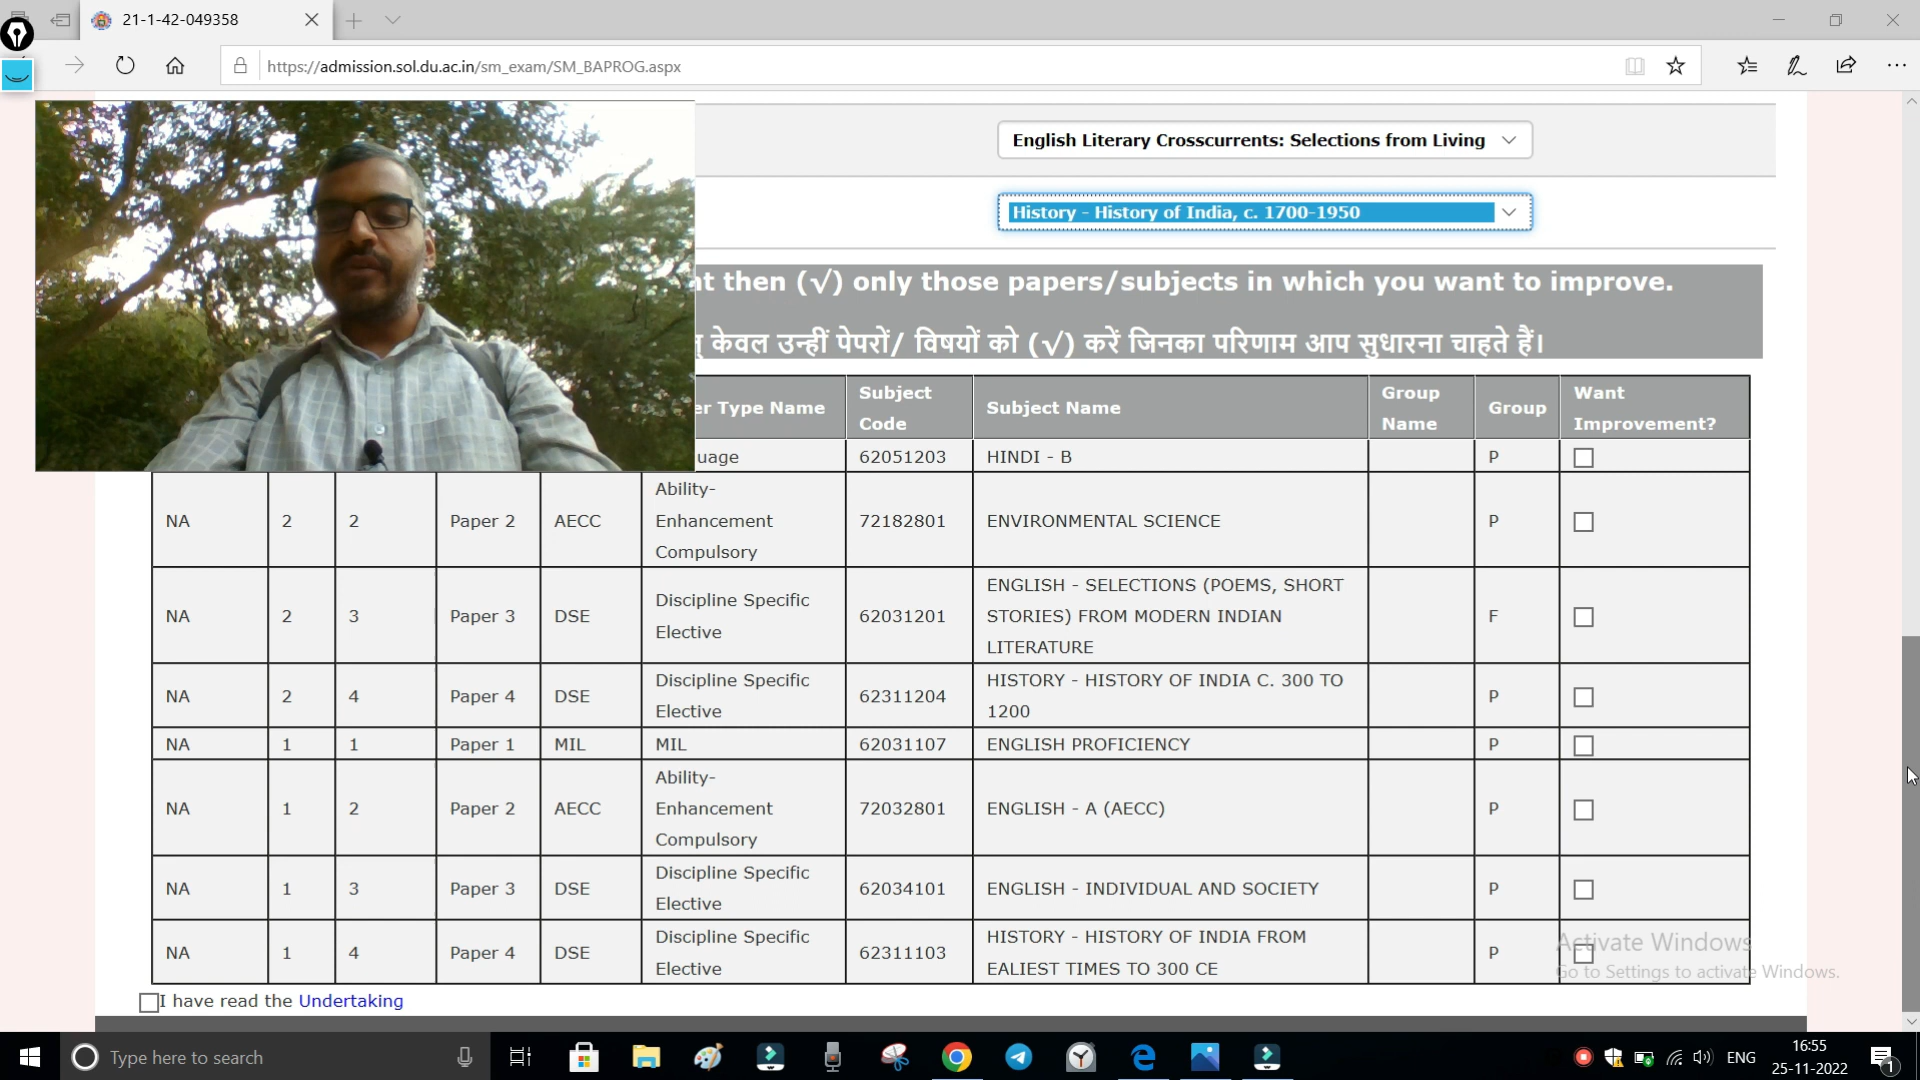 21-1-42-049358
https://admission.sol.du.ac.in/sm_exam/SM_BAPROG.aspx
English Literary Crosscurrents: Selections from Living
History - History of India, c. 1700-1950
t then (√) only those papers/subjects in which you want to improve.
केवल उन्हीं पेपरों/ विषयों को (√) करें जिनका परिणाम आप सुधारना चाहते हैं।
er Type Name
Subject
Code
Subject Name
Group
Name
Group
Want
Improvement?
uage 62051203 HINDI - B P
NA 2 2 Paper 2 AECC
Ability-
Enhancement
Compulsory
72182801 ENVIRONMENTAL SCIENCE P
NA 2 3 Paper 3 DSE
Discipline Specific
Elective
62031201
ENGLISH - SELECTIONS (POEMS, SHORT
STORIES) FROM MODERN INDIAN
LITERATURE
F
NA 2 4 Paper 4 DSE
Discipline Specific
Elective
62311204
HISTORY - HISTORY OF INDIA C. 300 TO
1200
P
NA 1 1 Paper 1 MIL MIL 62031107 ENGLISH PROFICIENCY P
NA 1 2 Paper 2 AECC
Ability-
Enhancement
Compulsory
72032801 ENGLISH - A (AECC) P
NA 1 3 Paper 3 DSE
Discipline Specific
Elective
62034101 ENGLISH - INDIVIDUAL AND SOCIETY P
NA 1 4 Paper 4 DSE
Discipline Specific
Elective
62311103
HISTORY - HISTORY OF INDIA FROM
EALIEST TIMES TO 300 CE
P
Activate Windows
Go to Settings to activate Windows.
I have read the Undertaking
Type here to search
ENG
16:55
25-11-2022
1